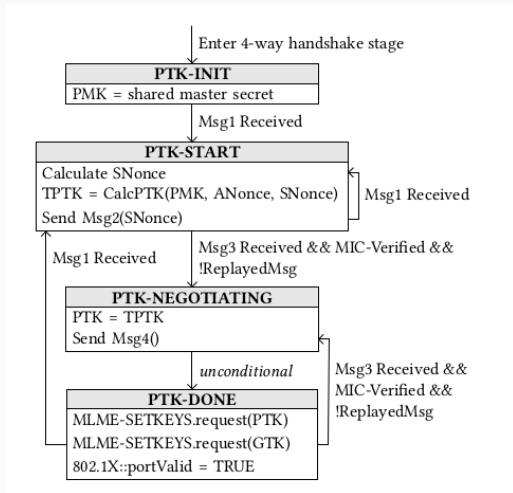 Enter 4-way handshake stage
PTK-INIT
PMK = shared master secret
Msg1 Received
PTK-START
Calculate SNonce
TPTK = CalcPTK(PMK, ANonce, SNonce)
Send Msg2(SNonce)
Msg1 Received
Msg1 Received
Msg3 Received && MIC-Verified &&
!ReplayedMsg
PTK-NEGOTIATING
PTK = TPTK
Send Msg4()
unconditional
Msg3 Received &&
MIC-Verified &&
!ReplayedMsg
PTK-DONE
MLME-SETKEYS.request(PTK)
MLME-SETKEYS.request(GTK)
802.1X::portValid = TRUE